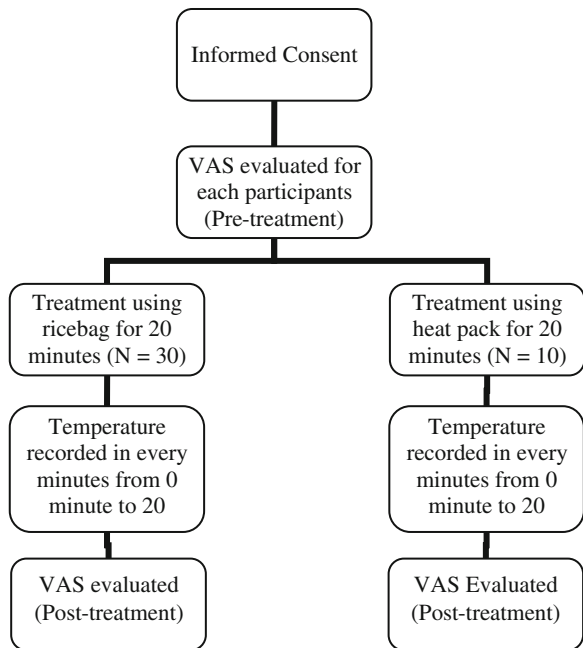 Informed Consent
VAS evaluated for
each participants
(Pre-treatment)
Treatment using
ricebag for 20
minutes (N = 30)
Treatment using
heat pack for 20
minutes (N = 10)
Temperature
recorded in every
minutes from 0
minute to 20
Temperature
recorded in every
minutes from 0
minute to 20
VAS evaluated
(Post-treatment)
VAS Evaluated
(Post-treatment)